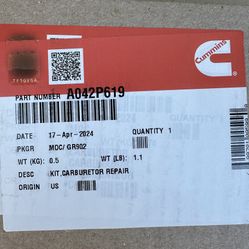 Cummins
PART NUMBER A042P619
DATE 17-Apr-2024 QUANTITY 1
PKGR MDC/ GR902
WT (KG): 0.5 WT (LB): 1.1
DESC KIT,CARBURETOR REPAIR
ORIGIN US